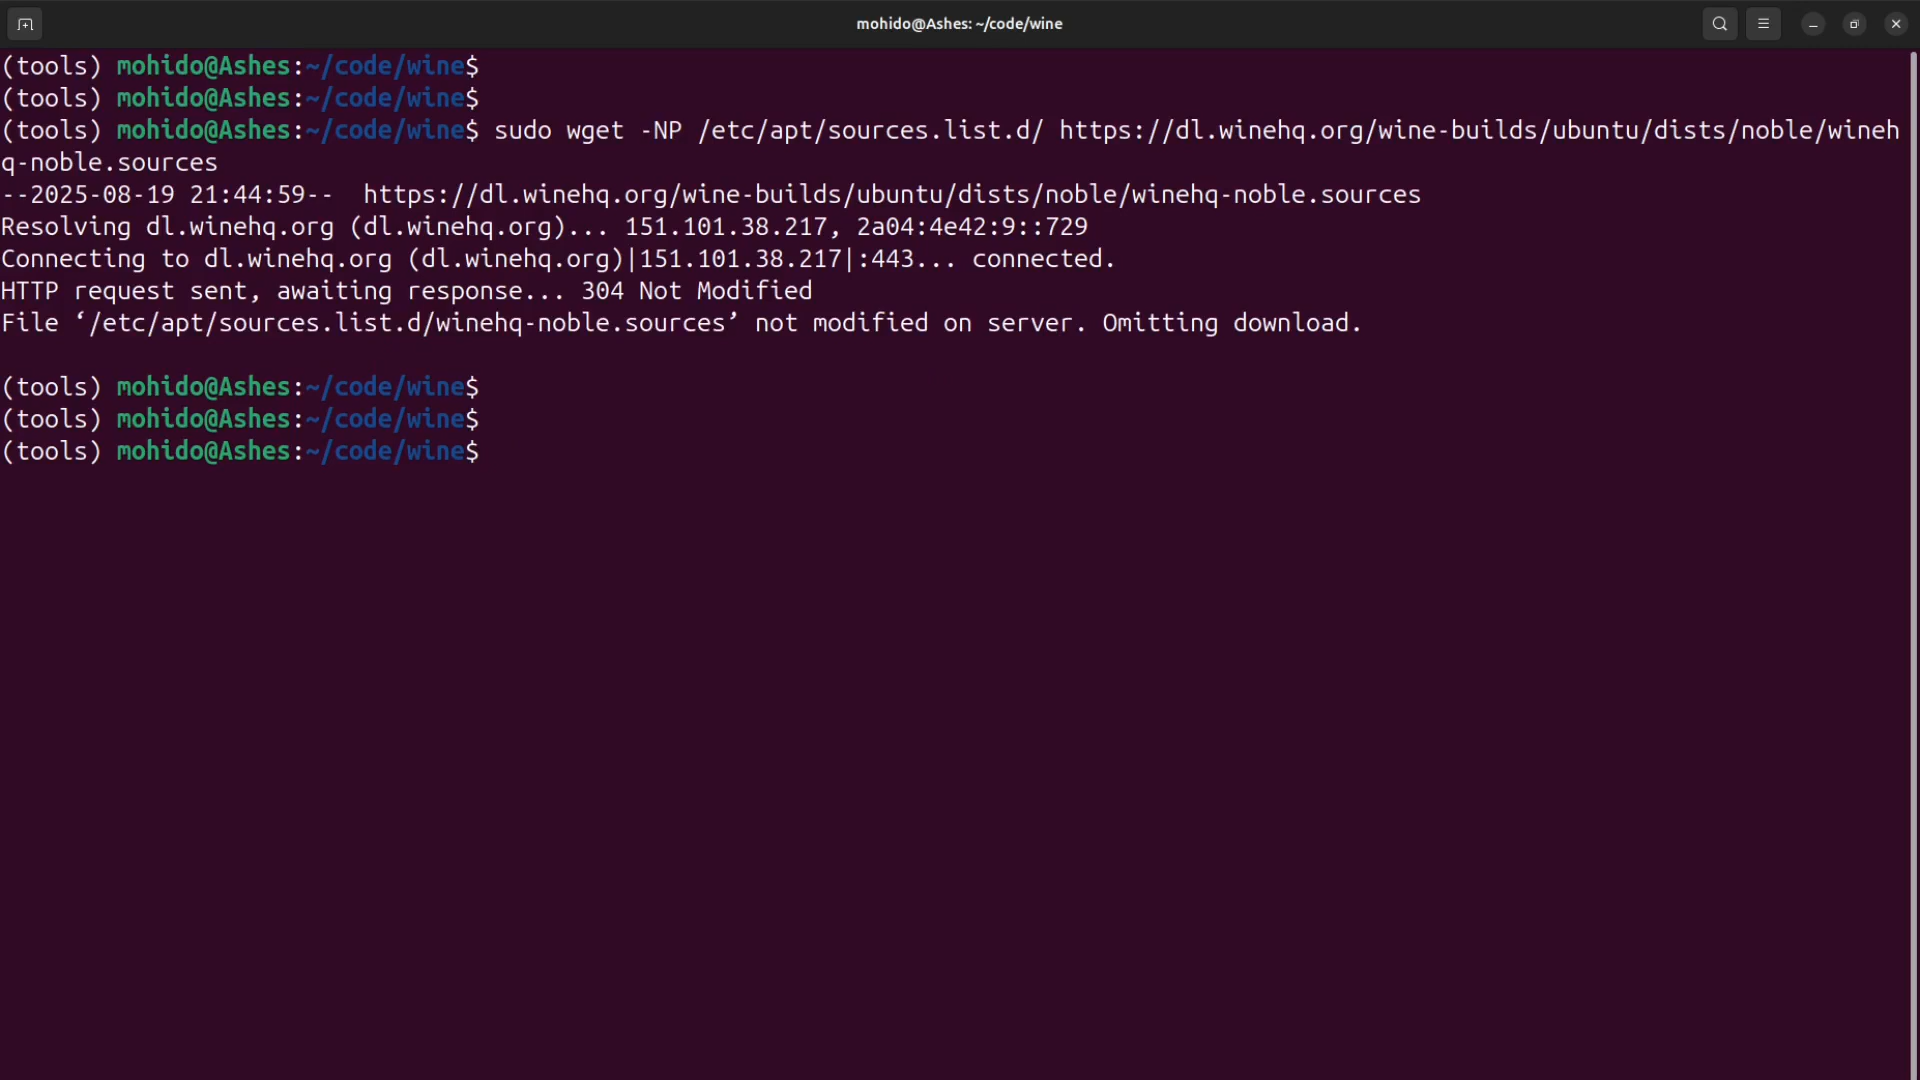 mohido@Ashes: ~/code/wine
(tools) mohido@Ashes:~/code/wine$
(tools) mohido@Ashes:~/code/wine$
(tools) mohido@Ashes:~/code/wine$ sudo wget -NP /etc/apt/sources.list.d/ https://dl.winehq.org/wine-builds/ubuntu/dists/noble/wineh
q-noble.sources
--2025-08-19 21:44:59--  https://dl.winehq.org/wine-builds/ubuntu/dists/noble/winehq-noble.sources
Resolving dl.winehq.org (dl.winehq.org)... 151.101.38.217, 2a04:4e42:9::729
Connecting to dl.winehq.org (dl.winehq.org)|151.101.38.217|:443... connected.
HTTP request sent, awaiting response... 304 Not Modified
File ‘/etc/apt/sources.list.d/winehq-noble.sources’ not modified on server. Omitting download.
(tools) mohido@Ashes:~/code/wine$
(tools) mohido@Ashes:~/code/wine$
(tools) mohido@Ashes:~/code/wine$